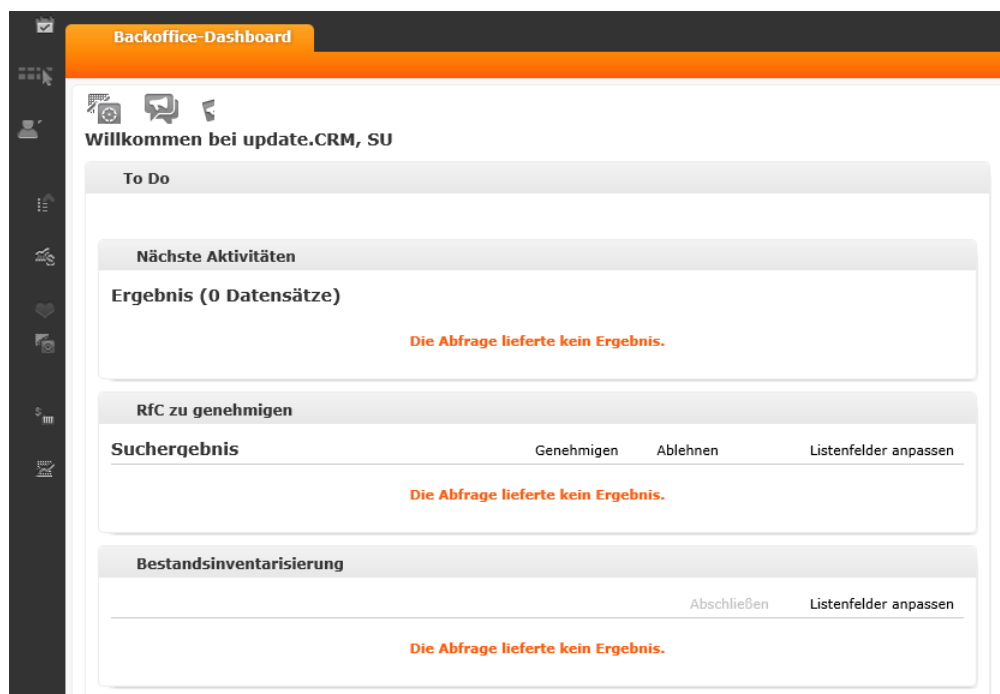 Backoffice-Dashboard
Willkommen bei update.CRM, SU
To Do
Nächste Aktivitäten
Ergebnis (0 Datensätze)
Die Abfrage lieferte kein Ergebnis.
RfC zu genehmigen
Suchergebnis Genehmigen Ablehnen Listenfelder anpassen
Die Abfrage lieferte kein Ergebnis.
Bestandsinventarisierung
Abschließen Listenfelder anpassen
Die Abfrage lieferte kein Ergebnis.